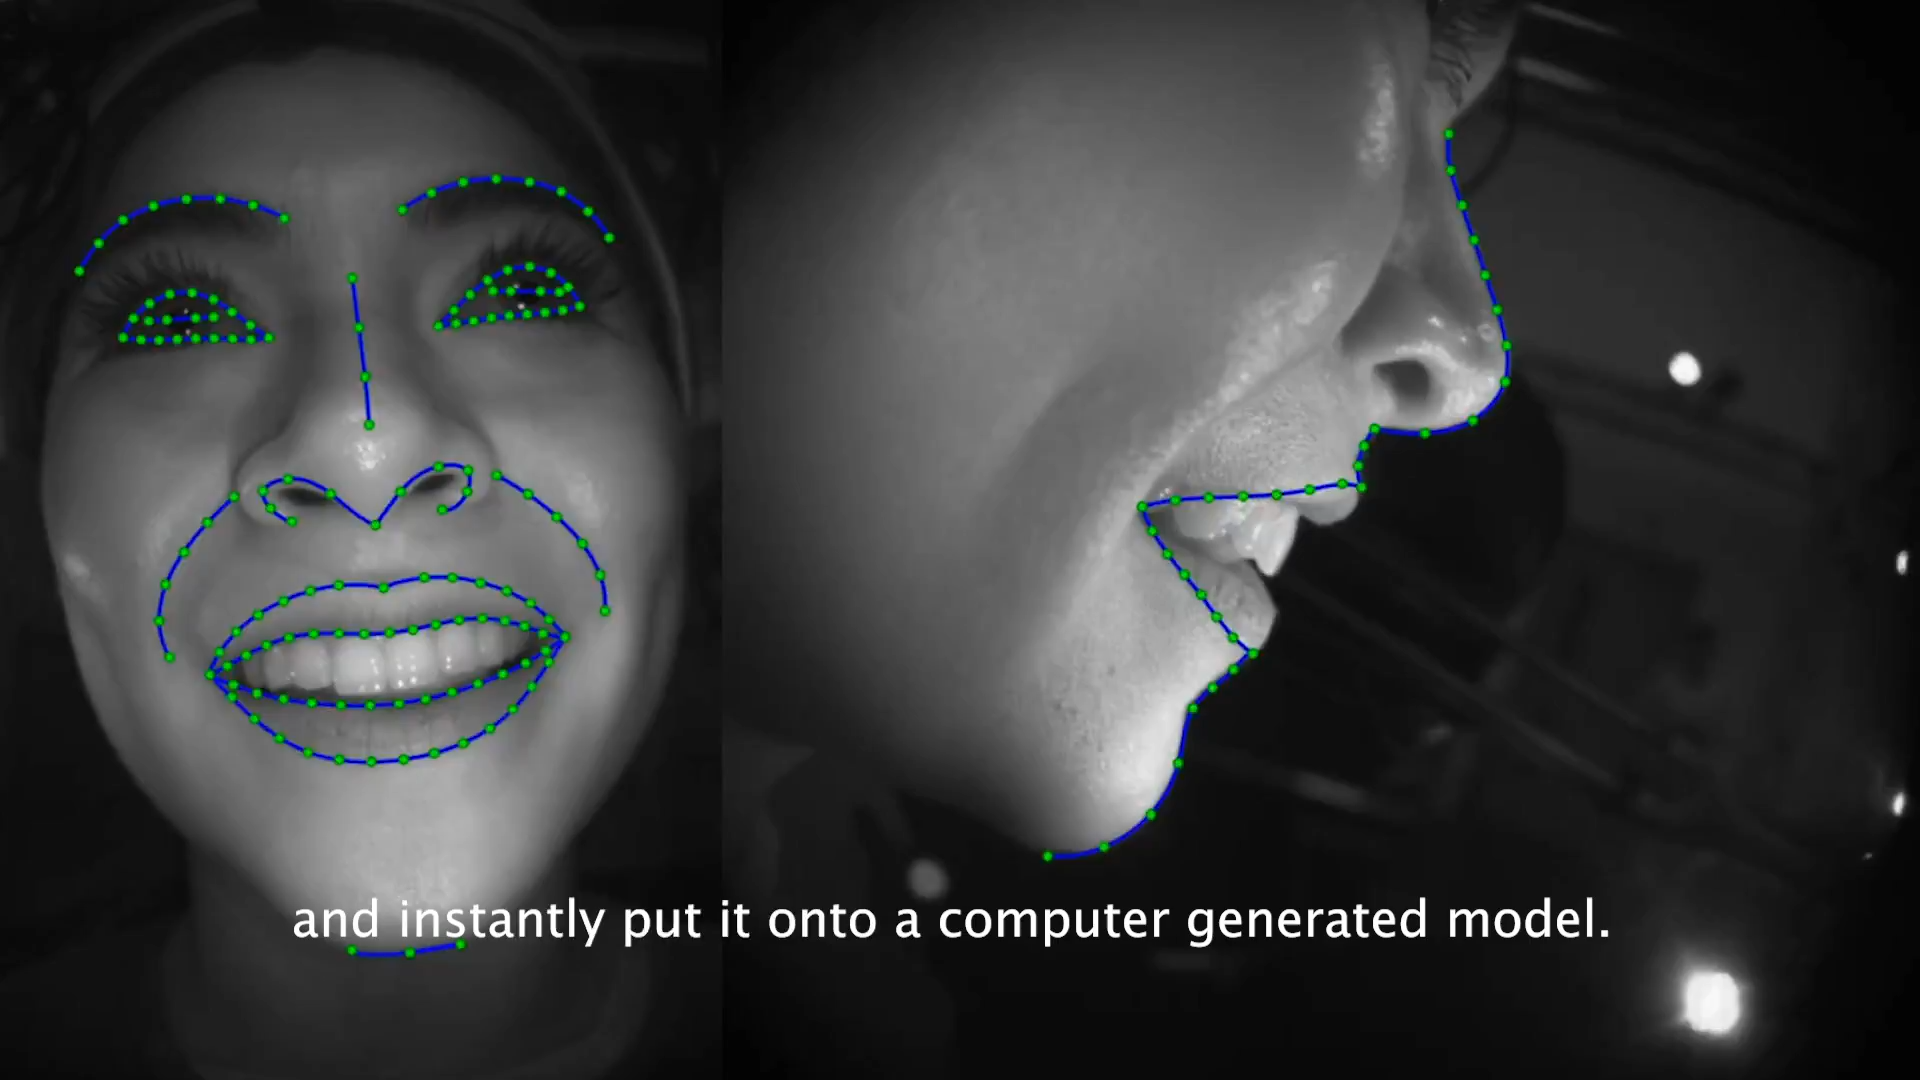 and instantly put it onto a computer generated model.